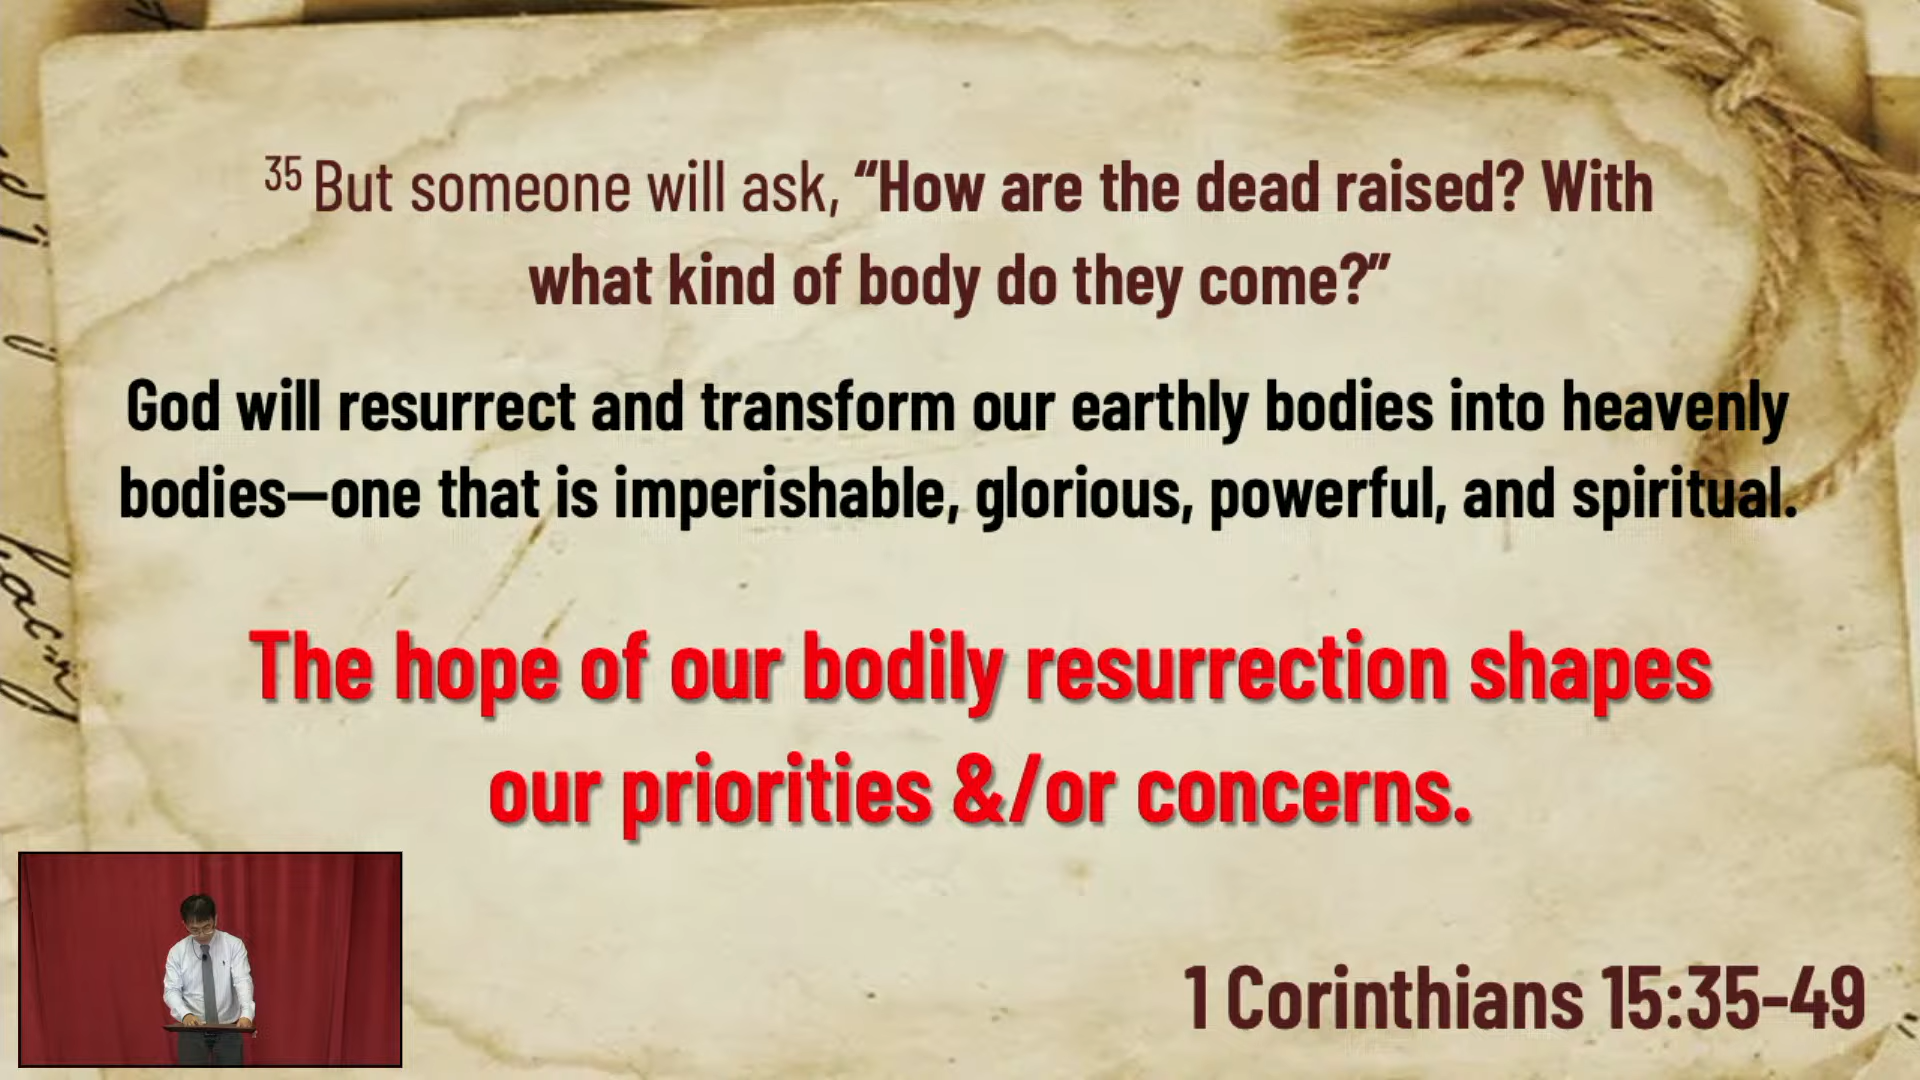 35 But someone will ask, “How are the dead raised? With
what kind of body do they come?”
God will resurrect and transform our earthly bodies into heavenly
bodies—one that is imperishable, glorious, powerful, and spiritual.
The hope of our bodily resurrection shapes
our priorities &/or concerns.
1 Corinthians 15:35-49